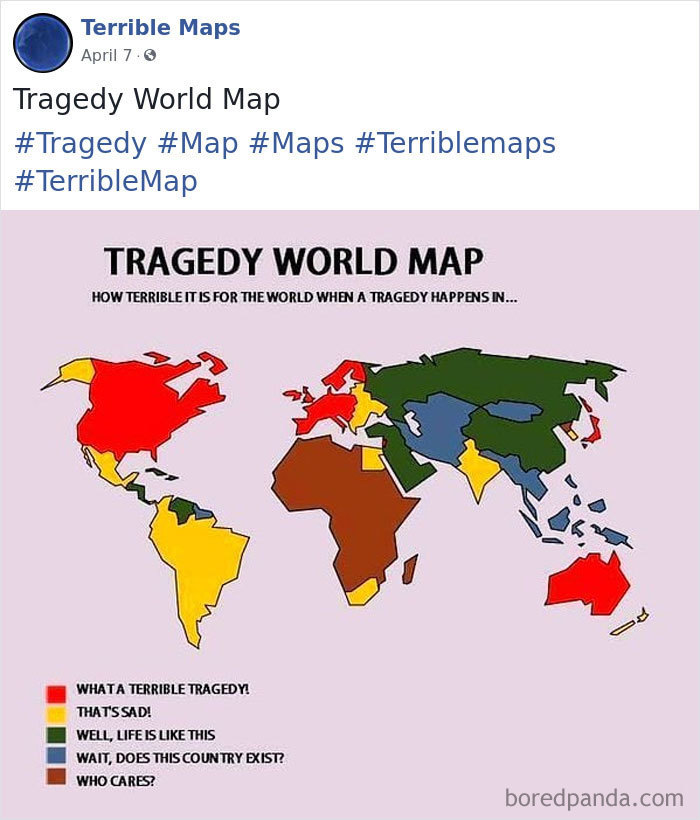 Terrible Maps
April 7 ·
Tragedy World Map
#Tragedy #Map #Maps #Terriblemaps
#TerribleMap
TRAGEDY WORLD MAP
HOW TERRIBLE IT IS FOR THE WORLD WHEN A TRAGEDY HAPPENS IN...
WHAT A TERRIBLE TRAGEDY!
THAT'S SAD!
WELL, LIFE IS LIKE THIS
WAIT, DOES THIS COUNTRY EXIST?
WHO CARES?
boredpanda.com